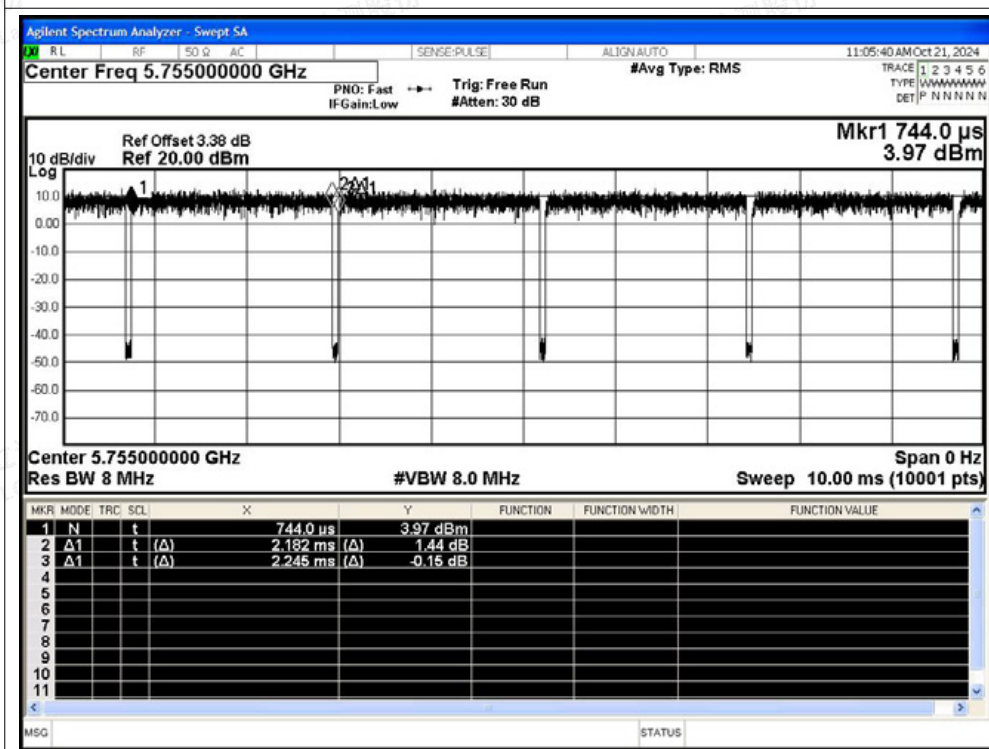 Agilent Spectrum Analyzer - Swept SA
RL RF 50 Ω AC SENSE:PULSE ALIGN AUTO 11:05:40 AM Oct 21, 2024
Center Freq 5.755000000 GHz
PNO: Fast
IFGain:Low
Trig: Free Run
#Atten: 30 dB
#Avg Type: RMS
TRACE 1 2 3 4 5 6
TYPE
DET P N N N N N
Mkr1 744.0 µs
3.97 dBm
Ref Offset 3.38 dB
10 dB/div Ref 20.00 dBm
Log
1
10.0
0.00
-10.0
-20.0
-30.0
-40.0
-50.0
-60.0
-70.0
Center 5.755000000 GHz Span 0 Hz
Res BW 8 MHz #VBW 8.0 MHz Sweep 10.00 ms (10001 pts)
MKR MODE TRC SCL X Y FUNCTION FUNCTION WIDTH FUNCTION VALUE
1 N t 744.0 µs 3.97 dBm
2 Δ1 t (Δ) 2.182 ms (Δ) 1.44 dB
3 Δ1 t (Δ) 2.245 ms (Δ) -0.15 dB
4
5
6
7
8
9
10
11
MSG STATUS